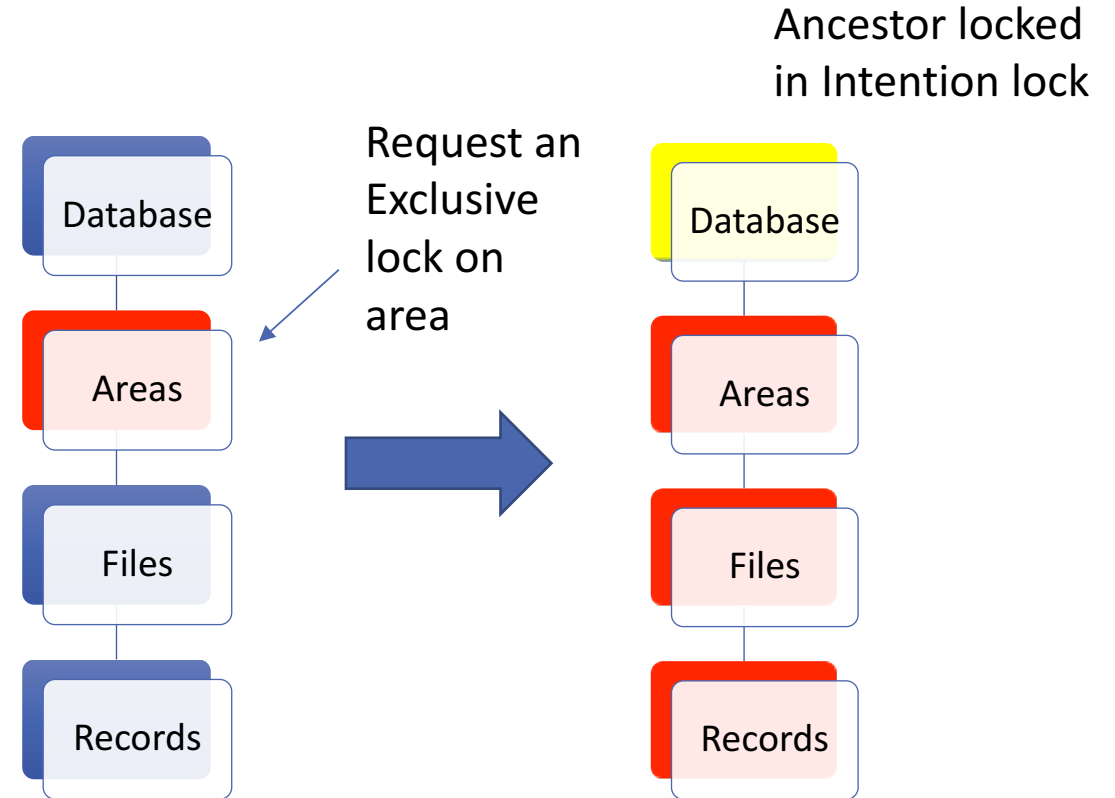 Ancestor locked
in Intention lock
Database
Areas
Files
Records
Request an
Exclusive
lock on
area
Database
Areas
Files
Records